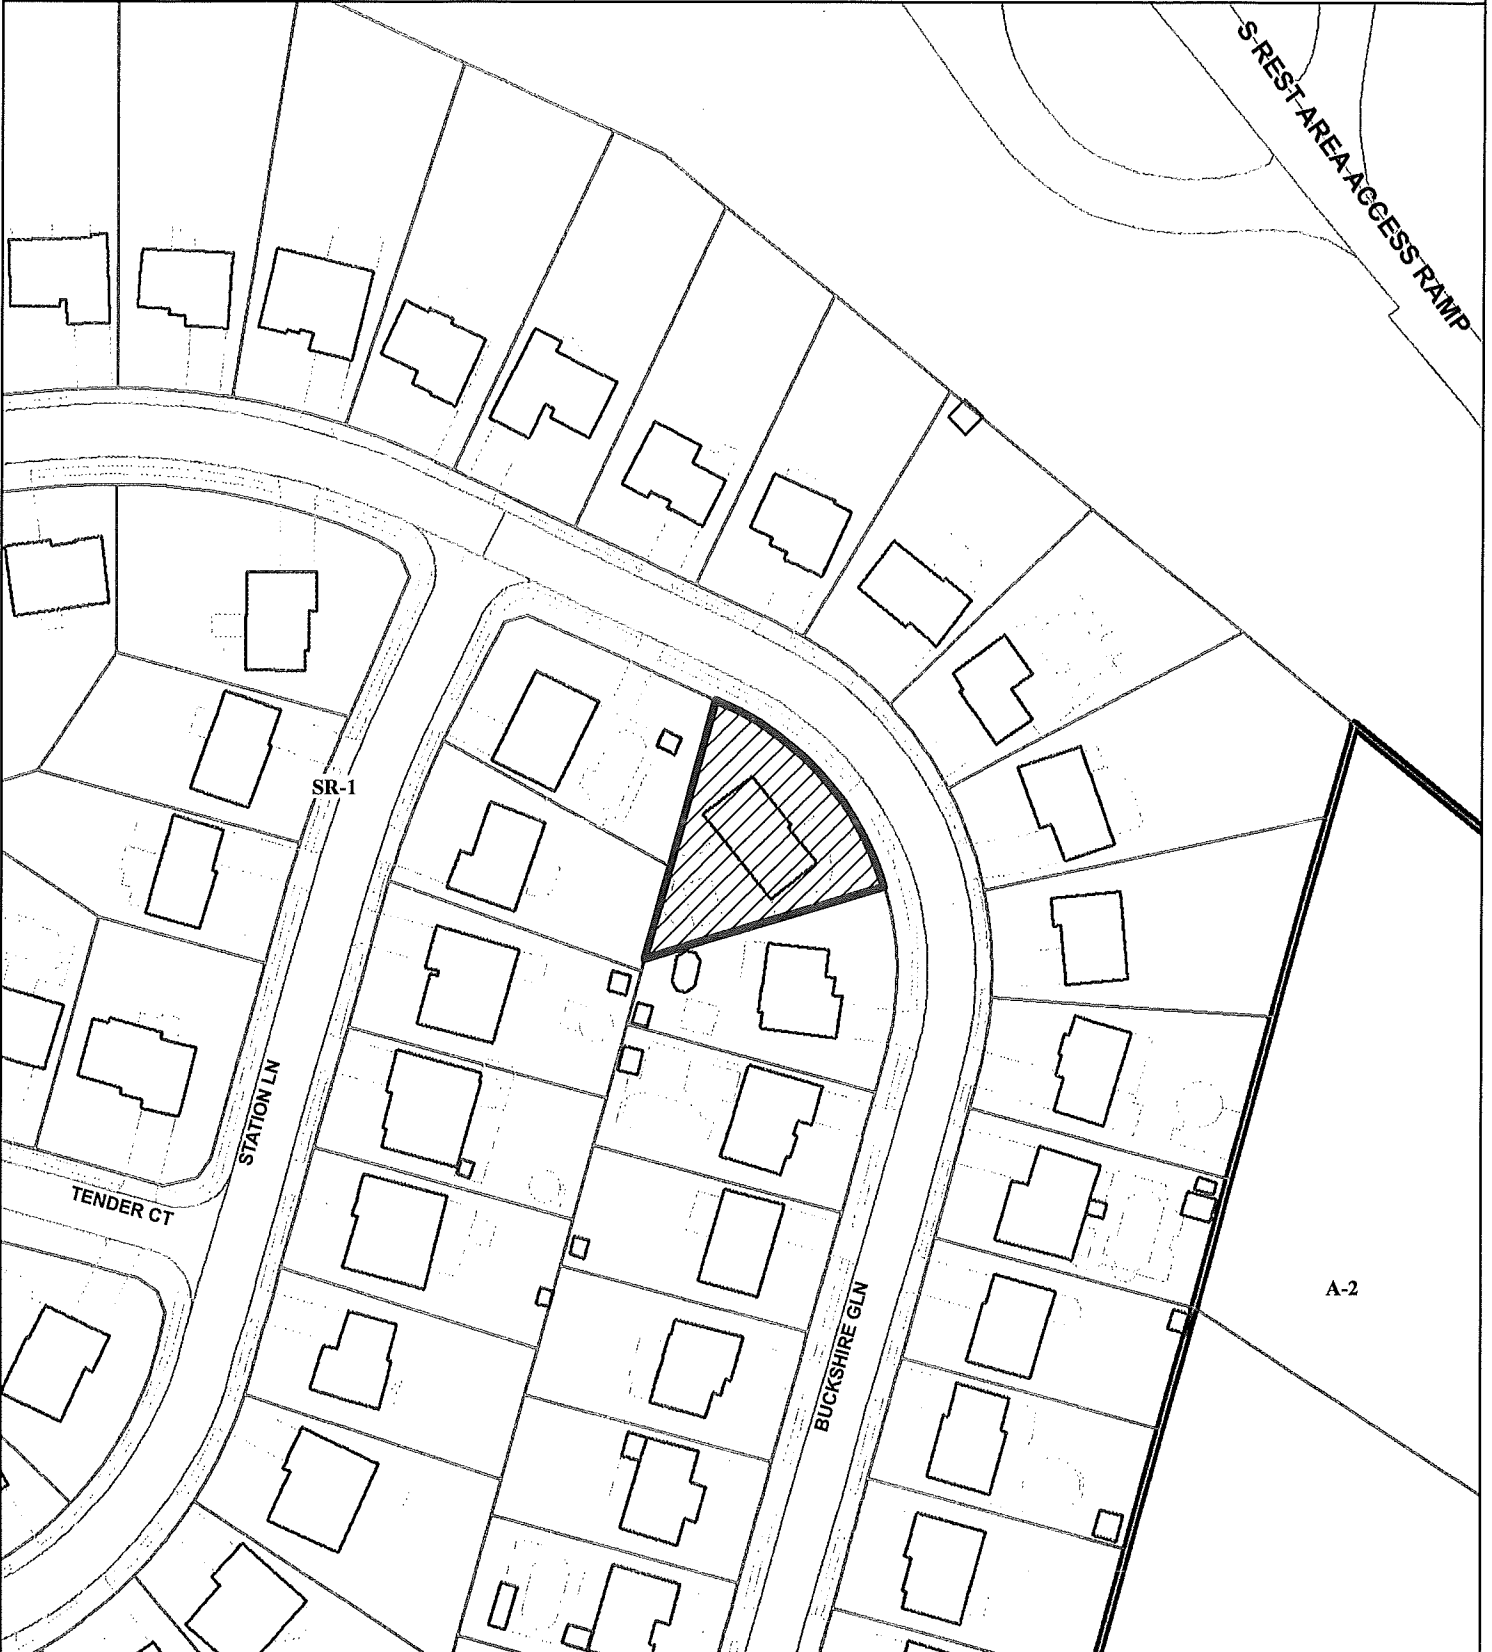 S REST AREA ACCESS RAMP
SR-1
STATION LN
TENDER CT
A-2
BUCKSHIRE GLN